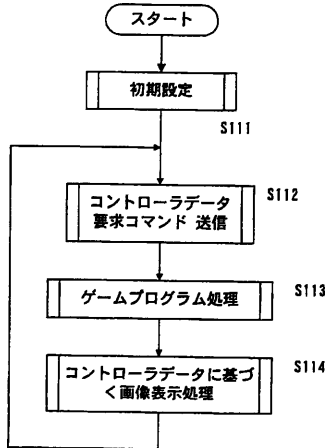 スタート
初期設定
S111
コントローラデータ
要求コマンド 送信
S112
ゲームプログラム処理
S113
コントローラデータに基づ
く画像表示処理
S114